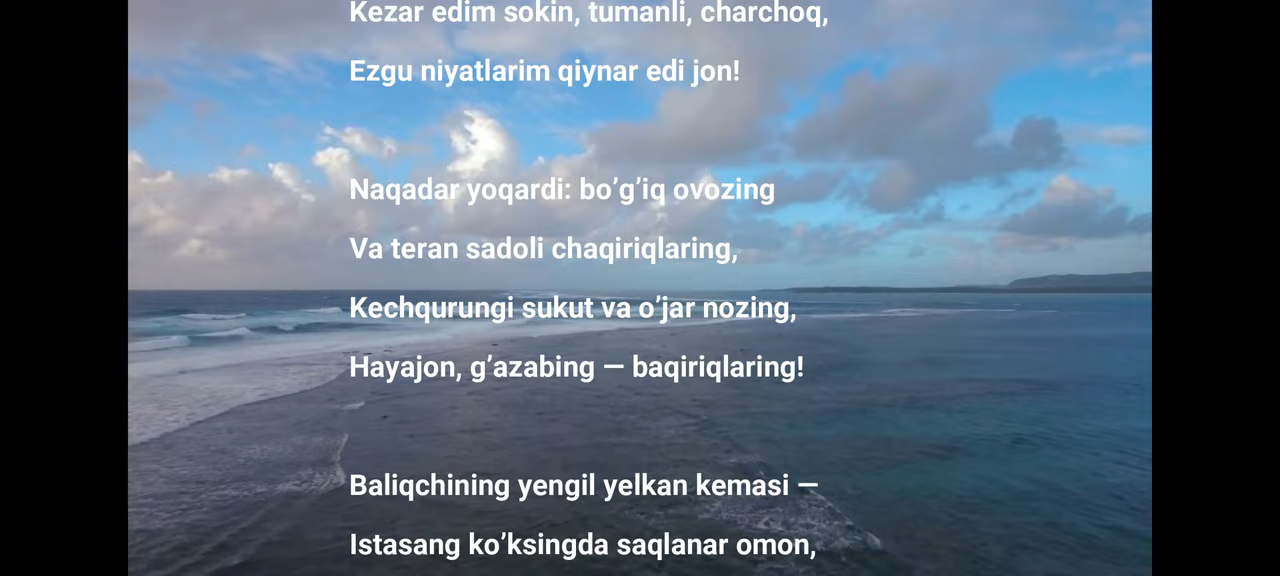 Kezar edim sokin, tumanli, charchoq,
Ezgu niyatlarim qiynar edi jon!
Naqadar yoqardi: bo’g’iq ovozing
Va teran sadoli chaqiriqlaring,
Kechqurungi sukut va o’jar nozing,
Hayajon, g’azabing — baqiriqlaring!
Baliqchining yengil yelkan kemasi —
Istasang ko’ksingda saqlanar omon,